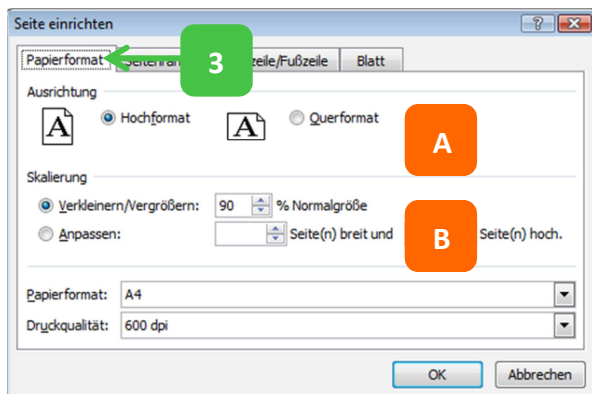 Seite einrichten
Papierformat 3 zeile/Fußzeile Blatt
Ausrichtung
A Hochformat A Querformat
A
Skalierung
Verkleinern/Vergrößern: 90 % Normalgröße
Anpassen: Seite(n) breit und B Seite(n) hoch.
Papierformat: A4
Druckqualität: 600 dpi
OK Abbrechen